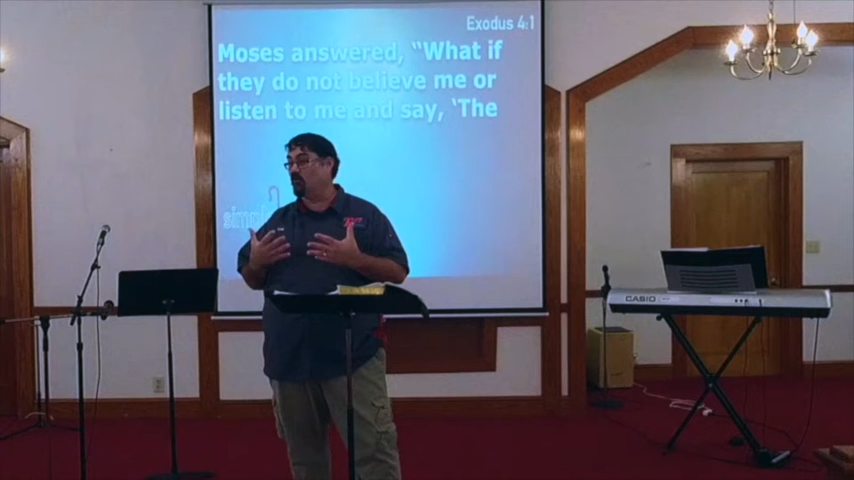 Exodus 4:1
Moses answered, “What if
they do not believe me or
listen to me and say, ‘The
CASIO